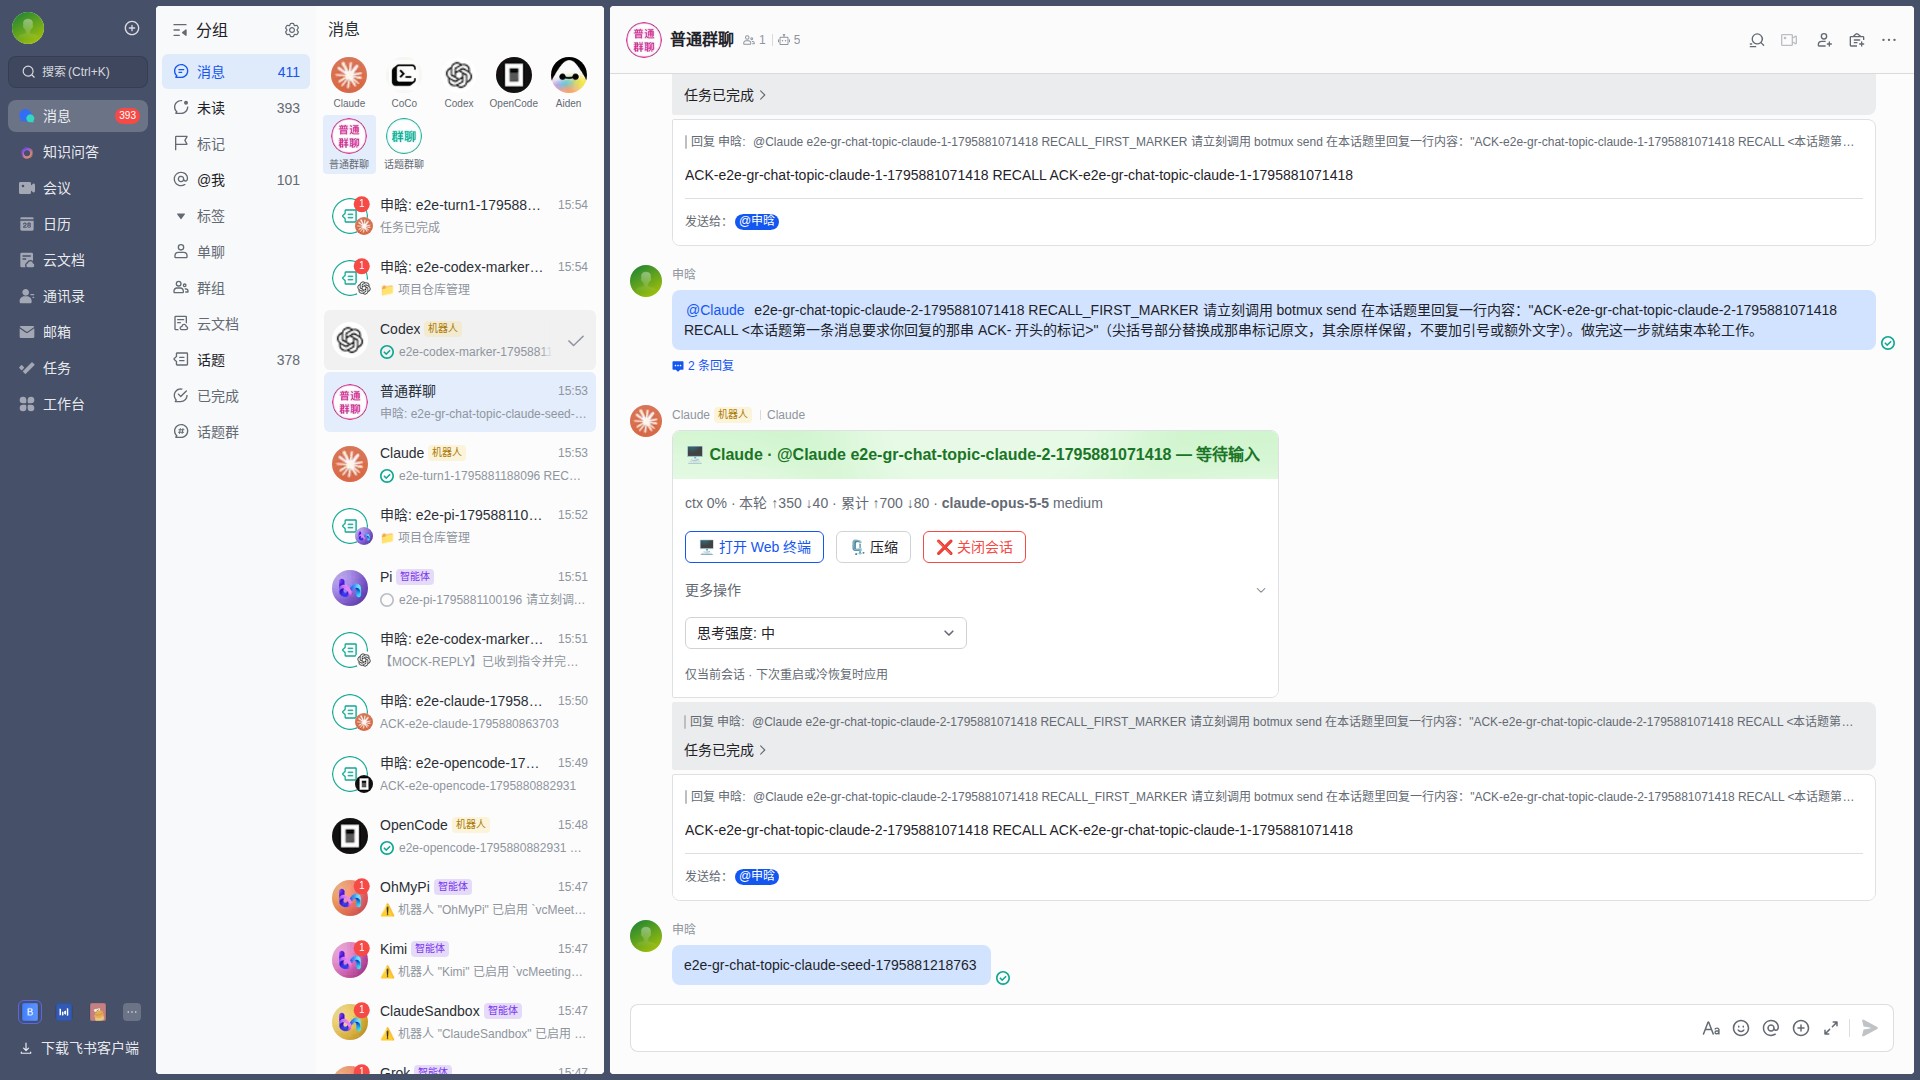 搜索 (Ctrl+K)
消息 393
知识问答
会议
日历
云文档
通讯录
邮箱
任务
工作台
B
下载飞书客户端
分组
消息 411
未读 393
标记
@我 101
标签
单聊
群组
云文档
话题 378
已完成
话题群
消息
Claude
CoCo
Codex
OpenCode
Aiden
普通群聊
普通群聊
群聊
话题群聊
1
申晗: e2e-turn1-179588… 15:54
任务已完成
1
申晗: e2e-codex-marker… 15:54
📁 项目仓库管理
Codex 机器人
e2e-codex-marker-17958811
普通群聊
普通群聊 15:53
申晗: e2e-gr-chat-topic-claude-seed-…
Claude 机器人 15:53
e2e-turn1-1795881188096 REC…
申晗: e2e-pi-179588110… 15:52
📁 项目仓库管理
Pi 智能体 15:51
e2e-pi-1795881100196 请立刻调…
申晗: e2e-codex-marker… 15:51
【MOCK-REPLY】已收到指令并完…
申晗: e2e-claude-17958… 15:50
ACK-e2e-claude-1795880863703
申晗: e2e-opencode-17… 15:49
ACK-e2e-opencode-1795880882931
OpenCode 机器人 15:48
e2e-opencode-1795880882931 …
1
OhMyPi 智能体 15:47
⚠️ 机器人 "OhMyPi" 已启用 `vcMeet…
1
Kimi 智能体 15:47
⚠️ 机器人 "Kimi" 已启用 `vcMeeting…
1
ClaudeSandbox 智能体 15:47
⚠️ 机器人 "ClaudeSandbox" 已启用 …
1
Grok 智能体 15:47
普通群聊
普通群聊 1 5
任务已完成
回复 申晗: @Claude e2e-gr-chat-topic-claude-1-1795881071418 RECALL_FIRST_MARKER 请立刻调用 botmux send 在本话题里回复一行内容："ACK-e2e-gr-chat-topic-claude-1-1795881071418 RECALL <本话题第…
ACK-e2e-gr-chat-topic-claude-1-1795881071418 RECALL ACK-e2e-gr-chat-topic-claude-1-1795881071418
发送给： @申晗
申晗
@Claude e2e-gr-chat-topic-claude-2-1795881071418 RECALL_FIRST_MARKER 请立刻调用 botmux send 在本话题里回复一行内容："ACK-e2e-gr-chat-topic-claude-2-1795881071418
RECALL <本话题第一条消息要求你回复的那串 ACK- 开头的标记>"（尖括号部分替换成那串标记原文，其余原样保留，不要加引号或额外文字）。做完这一步就结束本轮工作。
2 条回复
Claude 机器人 Claude
🖥️ Claude · @Claude e2e-gr-chat-topic-claude-2-1795881071418 — 等待输入
ctx 0% · 本轮 ↑350 ↓40 · 累计 ↑700 ↓80 · claude-opus-5-5 medium
🖥️ 打开 Web 终端
🗜️ 压缩
❌ 关闭会话
更多操作
思考强度: 中
仅当前会话 · 下次重启或冷恢复时应用
回复 申晗: @Claude e2e-gr-chat-topic-claude-2-1795881071418 RECALL_FIRST_MARKER 请立刻调用 botmux send 在本话题里回复一行内容："ACK-e2e-gr-chat-topic-claude-2-1795881071418 RECALL <本话题第…
任务已完成
回复 申晗: @Claude e2e-gr-chat-topic-claude-2-1795881071418 RECALL_FIRST_MARKER 请立刻调用 botmux send 在本话题里回复一行内容："ACK-e2e-gr-chat-topic-claude-2-1795881071418 RECALL <本话题第…
ACK-e2e-gr-chat-topic-claude-2-1795881071418 RECALL ACK-e2e-gr-chat-topic-claude-1-1795881071418
发送给： @申晗
申晗
e2e-gr-chat-topic-claude-seed-1795881218763
Aa